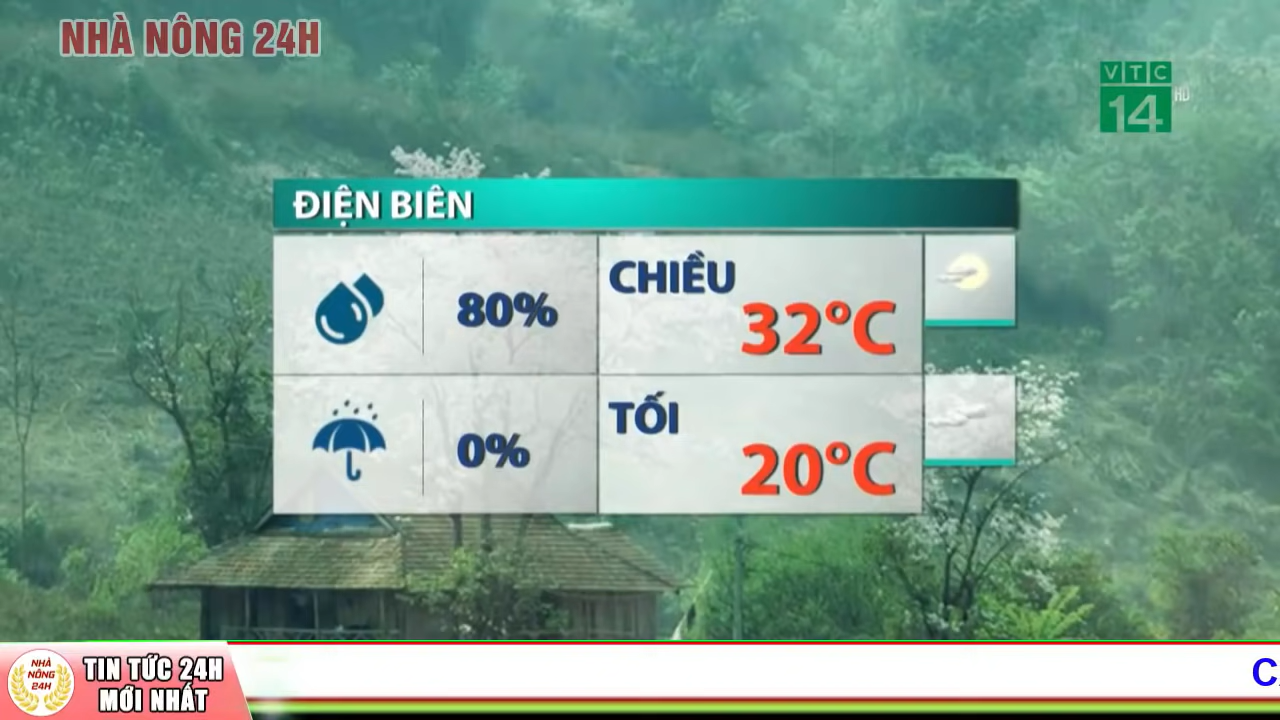 NHÀ NÔNG 24H
VTC
14
HD
ĐIỆN BIÊN
80%
CHIỀU
32°C
0%
TỐI
20°C
NHÀ
NÔNG
24H
TIN TỨC 24H
MỚI NHẤT